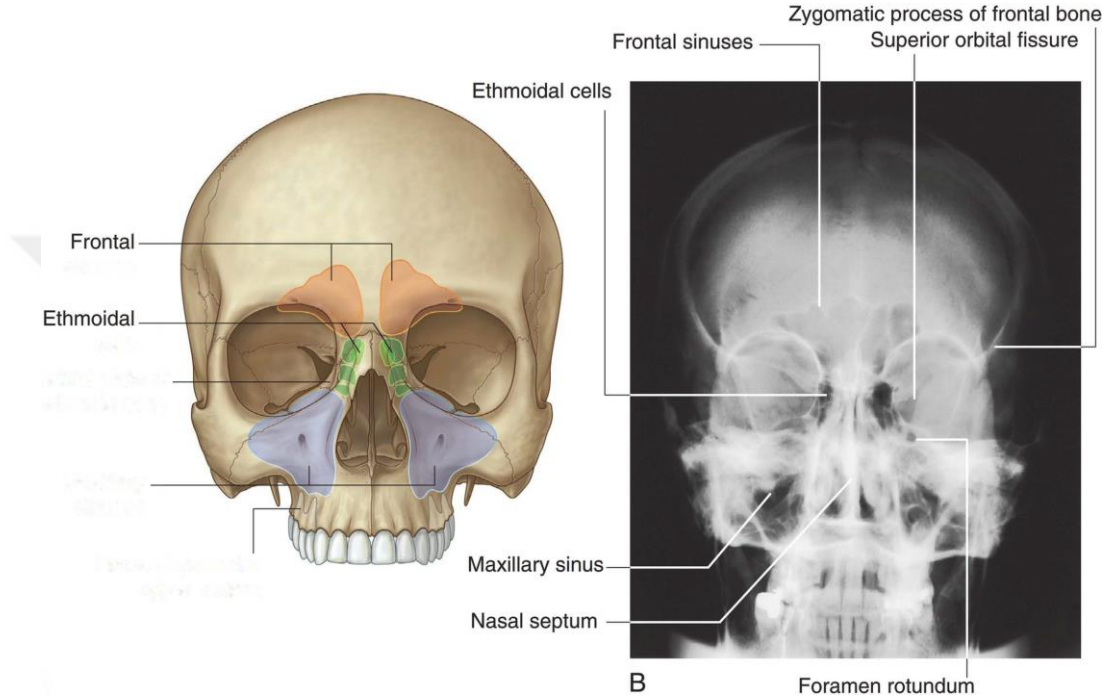 Zygomatic process of frontal bone
Frontal sinuses
Superior orbital fissure
Ethmoidal cells
Frontal
Ethmoidal
Maxillary sinus
Nasal septum
B
Foramen rotundum